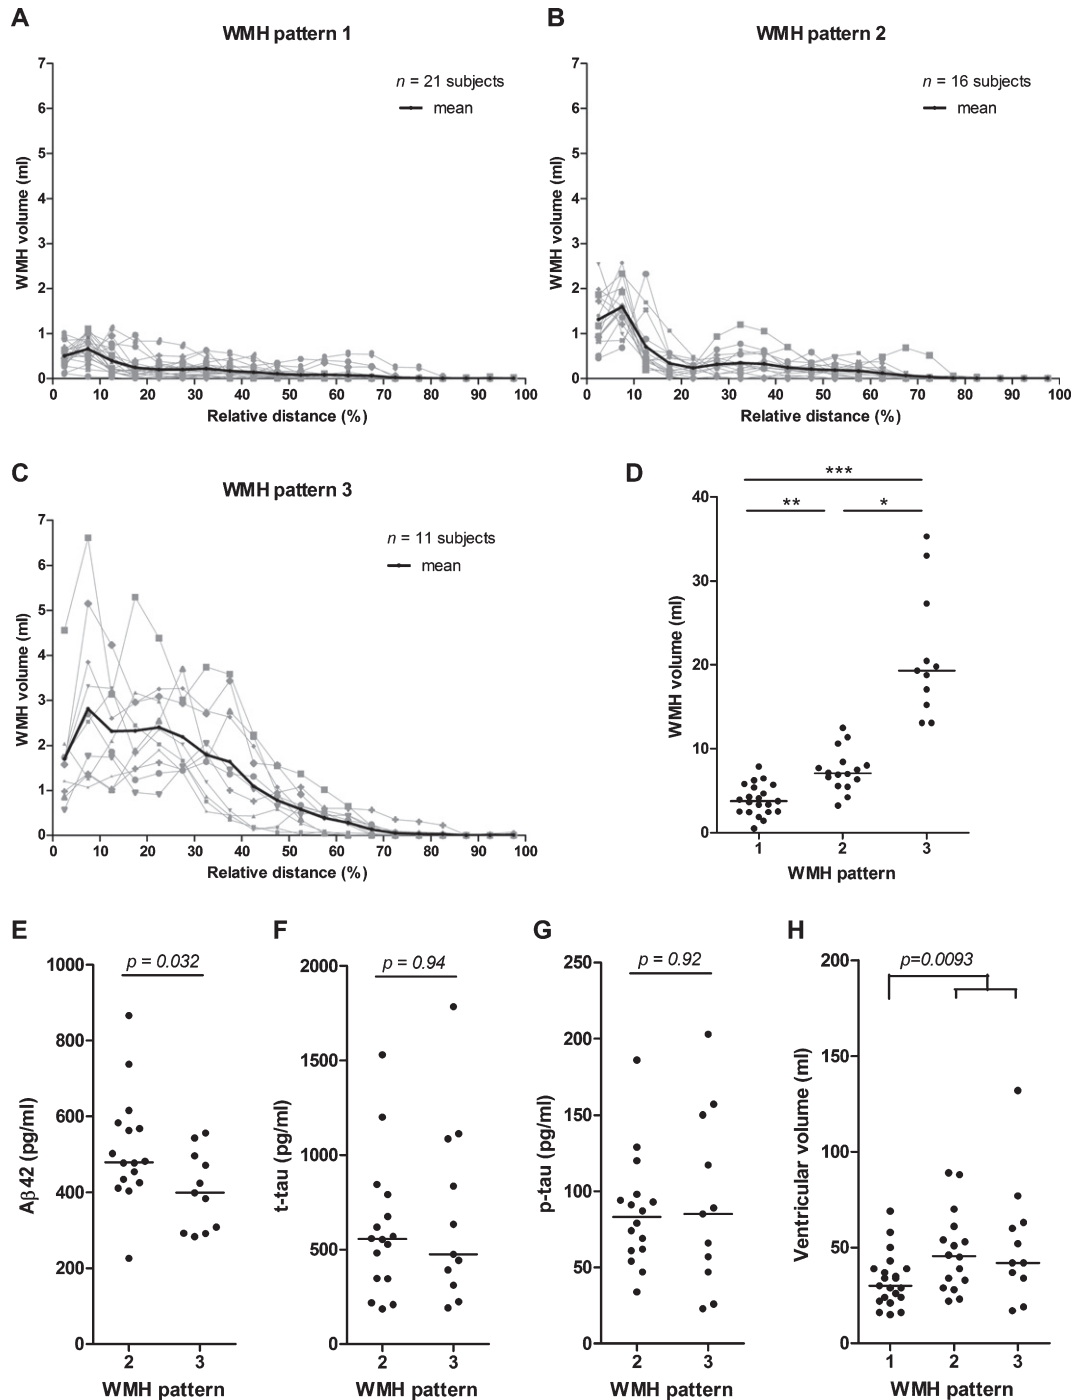 A
WMH pattern 1
n = 21 subjects
mean
WMH volume (ml)
7
6
5
4
3
2
1
0
0 10 20 30 40 50 60 70 80 90 100
Relative distance (%)
B
WMH pattern 2
n = 16 subjects
mean
WMH volume (ml)
7
6
5
4
3
2
1
0
0 10 20 30 40 50 60 70 80 90 100
Relative distance (%)
C
WMH pattern 3
n = 11 subjects
mean
WMH volume (ml)
7
6
5
4
3
2
1
0
0 10 20 30 40 50 60 70 80 90 100
Relative distance (%)
D
***
** *
WMH volume (ml)
40
30
20
10
0
1 2 3
WMH pattern
E
p = 0.032
Aβ42 (pg/ml)
1000
800
600
400
200
0
2 3
WMH pattern
F
p = 0.94
t-tau (pg/ml)
2000
1500
1000
500
0
2 3
WMH pattern
G
p = 0.92
p-tau (pg/ml)
250
200
150
100
50
0
2 3
WMH pattern
H
p=0.0093
Ventricular volume (ml)
200
150
100
50
0
1 2 3
WMH pattern